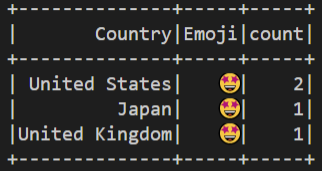 +--------------+-----+-----+
|       Country|Emoji|count|
+--------------+-----+-----+
| United States|   🤩|    2|
|         Japan|   🤩|    1|
|United Kingdom|   🤩|    1|
+--------------+-----+-----+